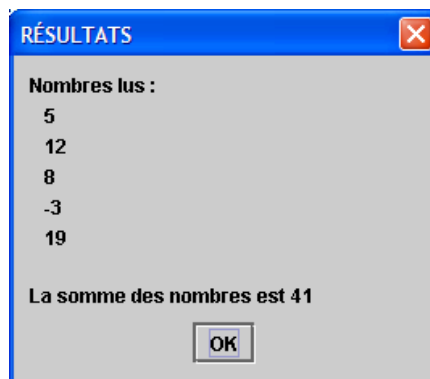 RÉSULTATS
Nombres lus :
5
12
8
-3
19
La somme des nombres est 41
OK